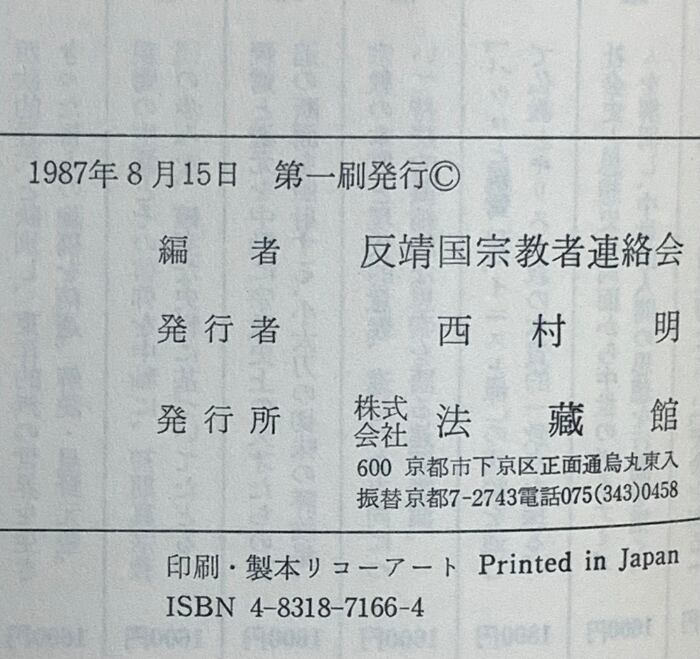 1987年8月15日 第一刷発行©
編者 反靖国宗教者連絡会
発行者 西村明
発行所 株式会社 法藏館
600 京都市下京区正面通烏丸東入
振替京都7-2743電話075(343)0458
印刷・製本リコーアート Printed in Japan
ISBN 4-8318-7166-4